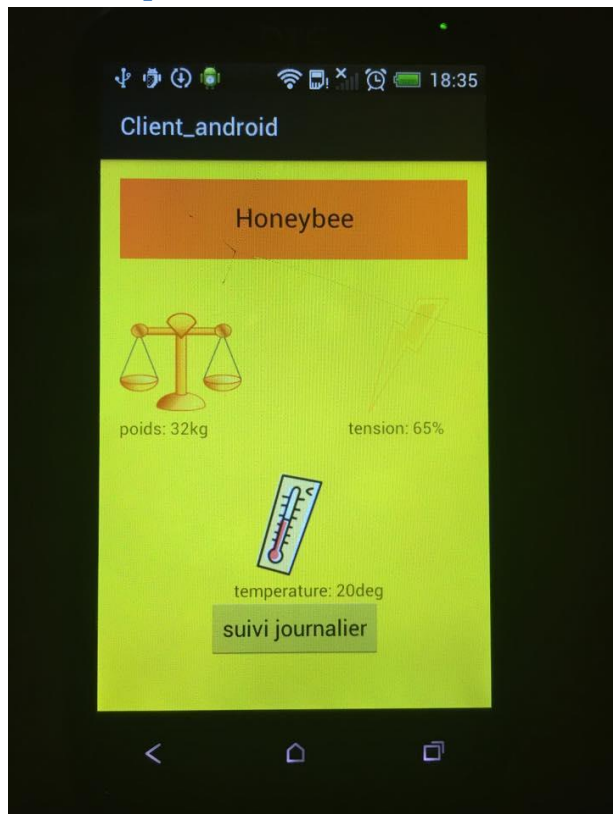 18:35
Client_android
Honeybee
poids: 32kg
tension: 65%
temperature: 20deg
suivi journalier